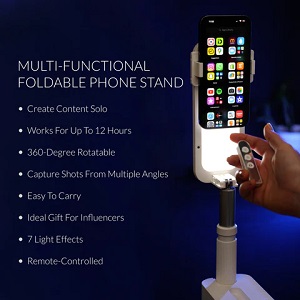 MULTI-FUNCTIONAL
FOLDABLE PHONE STAND
• Create Content Solo
• Works For Up To 12 Hours
• 360-Degree Rotatable
• Capture Shots From Multiple Angles
• Easy To Carry
• Ideal Gift For Influencers
• 7 Light Effects
• Remote-Controlled